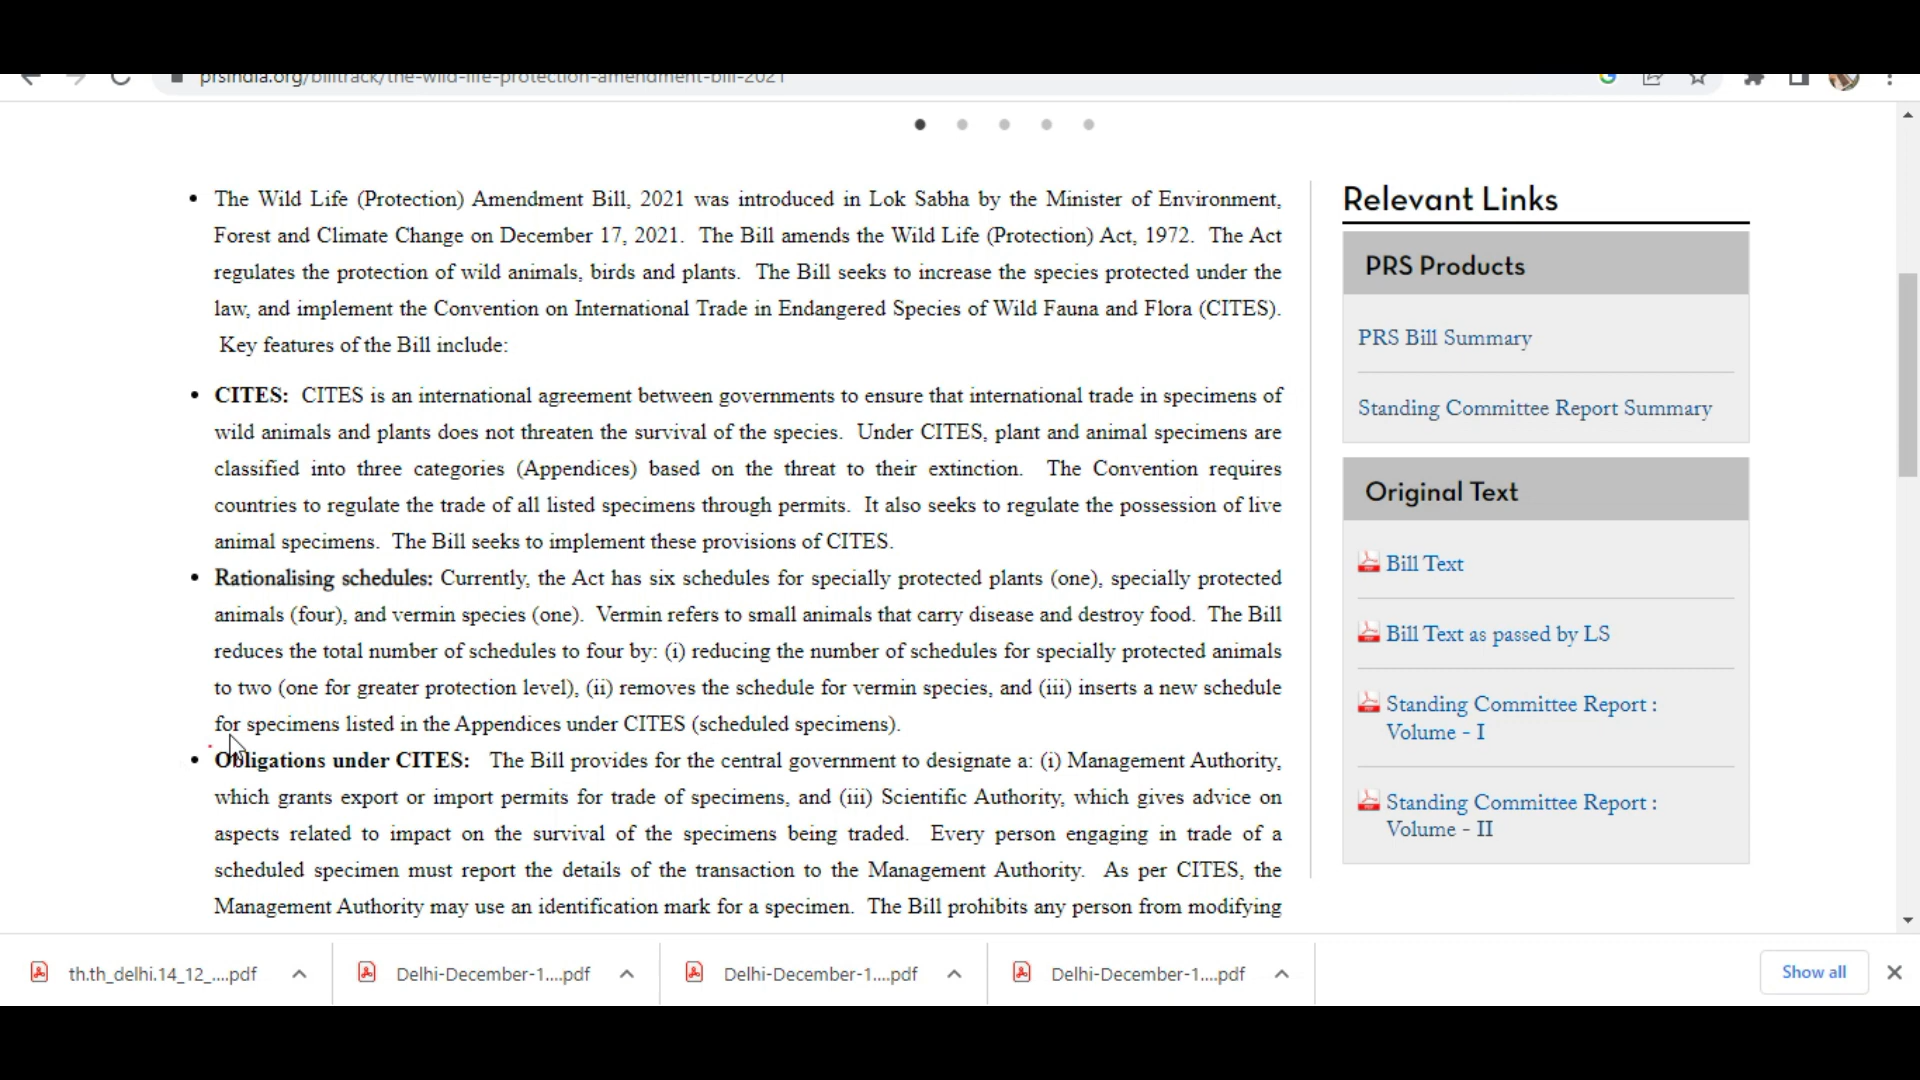 prsindia.org/billtrack/the-wild-life-protection-amendment-bill-2021
The Wild Life (Protection) Amendment Bill, 2021 was introduced in Lok Sabha by the Minister of Environment,
Forest and Climate Change on December 17, 2021. The Bill amends the Wild Life (Protection) Act, 1972. The Act
regulates the protection of wild animals, birds and plants. The Bill seeks to increase the species protected under the
law, and implement the Convention on International Trade in Endangered Species of Wild Fauna and Flora (CITES).
Key features of the Bill include:
CITES: CITES is an international agreement between governments to ensure that international trade in specimens of
wild animals and plants does not threaten the survival of the species. Under CITES, plant and animal specimens are
classified into three categories (Appendices) based on the threat to their extinction. The Convention requires
countries to regulate the trade of all listed specimens through permits. It also seeks to regulate the possession of live
animal specimens. The Bill seeks to implement these provisions of CITES.
Rationalising schedules: Currently, the Act has six schedules for specially protected plants (one), specially protected
animals (four), and vermin species (one). Vermin refers to small animals that carry disease and destroy food. The Bill
reduces the total number of schedules to four by: (i) reducing the number of schedules for specially protected animals
to two (one for greater protection level), (ii) removes the schedule for vermin species, and (iii) inserts a new schedule
for specimens listed in the Appendices under CITES (scheduled specimens).
Obligations under CITES: The Bill provides for the central government to designate a: (i) Management Authority,
which grants export or import permits for trade of specimens, and (iii) Scientific Authority, which gives advice on
aspects related to impact on the survival of the specimens being traded. Every person engaging in trade of a
scheduled specimen must report the details of the transaction to the Management Authority. As per CITES, the
Management Authority may use an identification mark for a specimen. The Bill prohibits any person from modifying
Relevant Links
PRS Products
PRS Bill Summary
Standing Committee Report Summary
Original Text
Bill Text
Bill Text as passed by LS
Standing Committee Report :
Volume - I
Standing Committee Report :
Volume - II
th.th_delhi.14_12_....pdf
Delhi-December-1....pdf
Delhi-December-1....pdf
Delhi-December-1....pdf
Show all